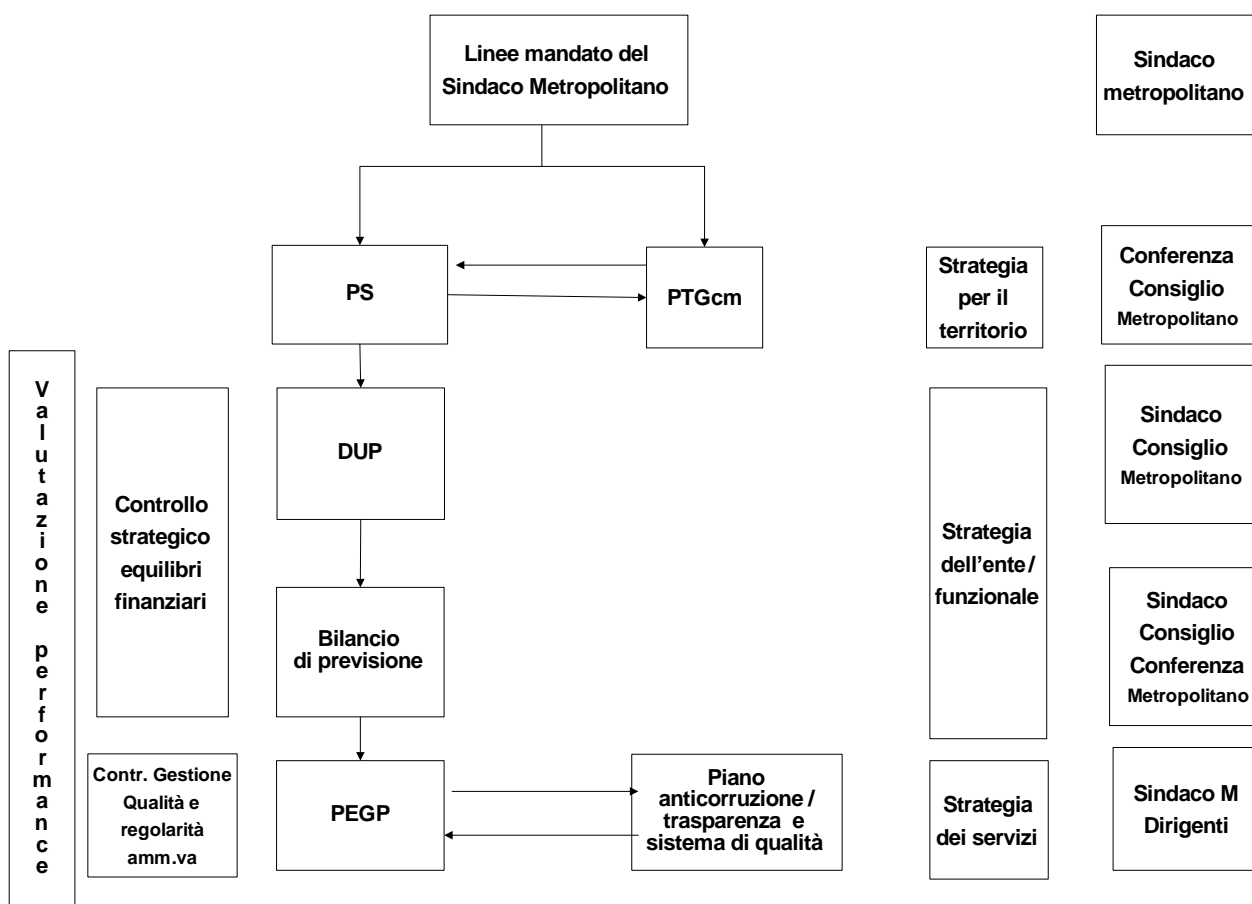 Linee mandato del
Sindaco Metropolitano
Sindaco
metropolitano
PS
PTGcm
Strategia
per il
territorio
Conferenza
Consiglio
Metropolitano
Valutazione performance
Controllo
strategico
equilibri
finanziari
DUP
Bilancio
di previsione
Strategia
dell'ente/
funzionale
Sindaco
Consiglio
Metropolitano
Sindaco
Consiglio
Conferenza
Metropolitano
Contr. Gestione
Qualità e
regolarità
amm.va
PEGP
Piano
anticorruzione/
trasparenza e
sistema di qualità
Strategia
dei servizi
Sindaco M
Dirigenti